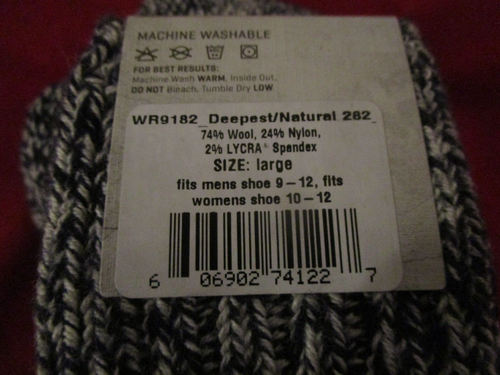 MACHINE WASHABLE
FOR BEST RESULTS:
Machine Wash WARM, Inside Out,
DO NOT Bleach, Tumble Dry LOW
WR9182_Deepest/Natural 282_
74% Wool, 24% Nylon,
2% LYCRA® Spandex
SIZE: large
fits mens shoe 9 – 12, fits
womens shoe 10 – 12
6 06902 74122 7